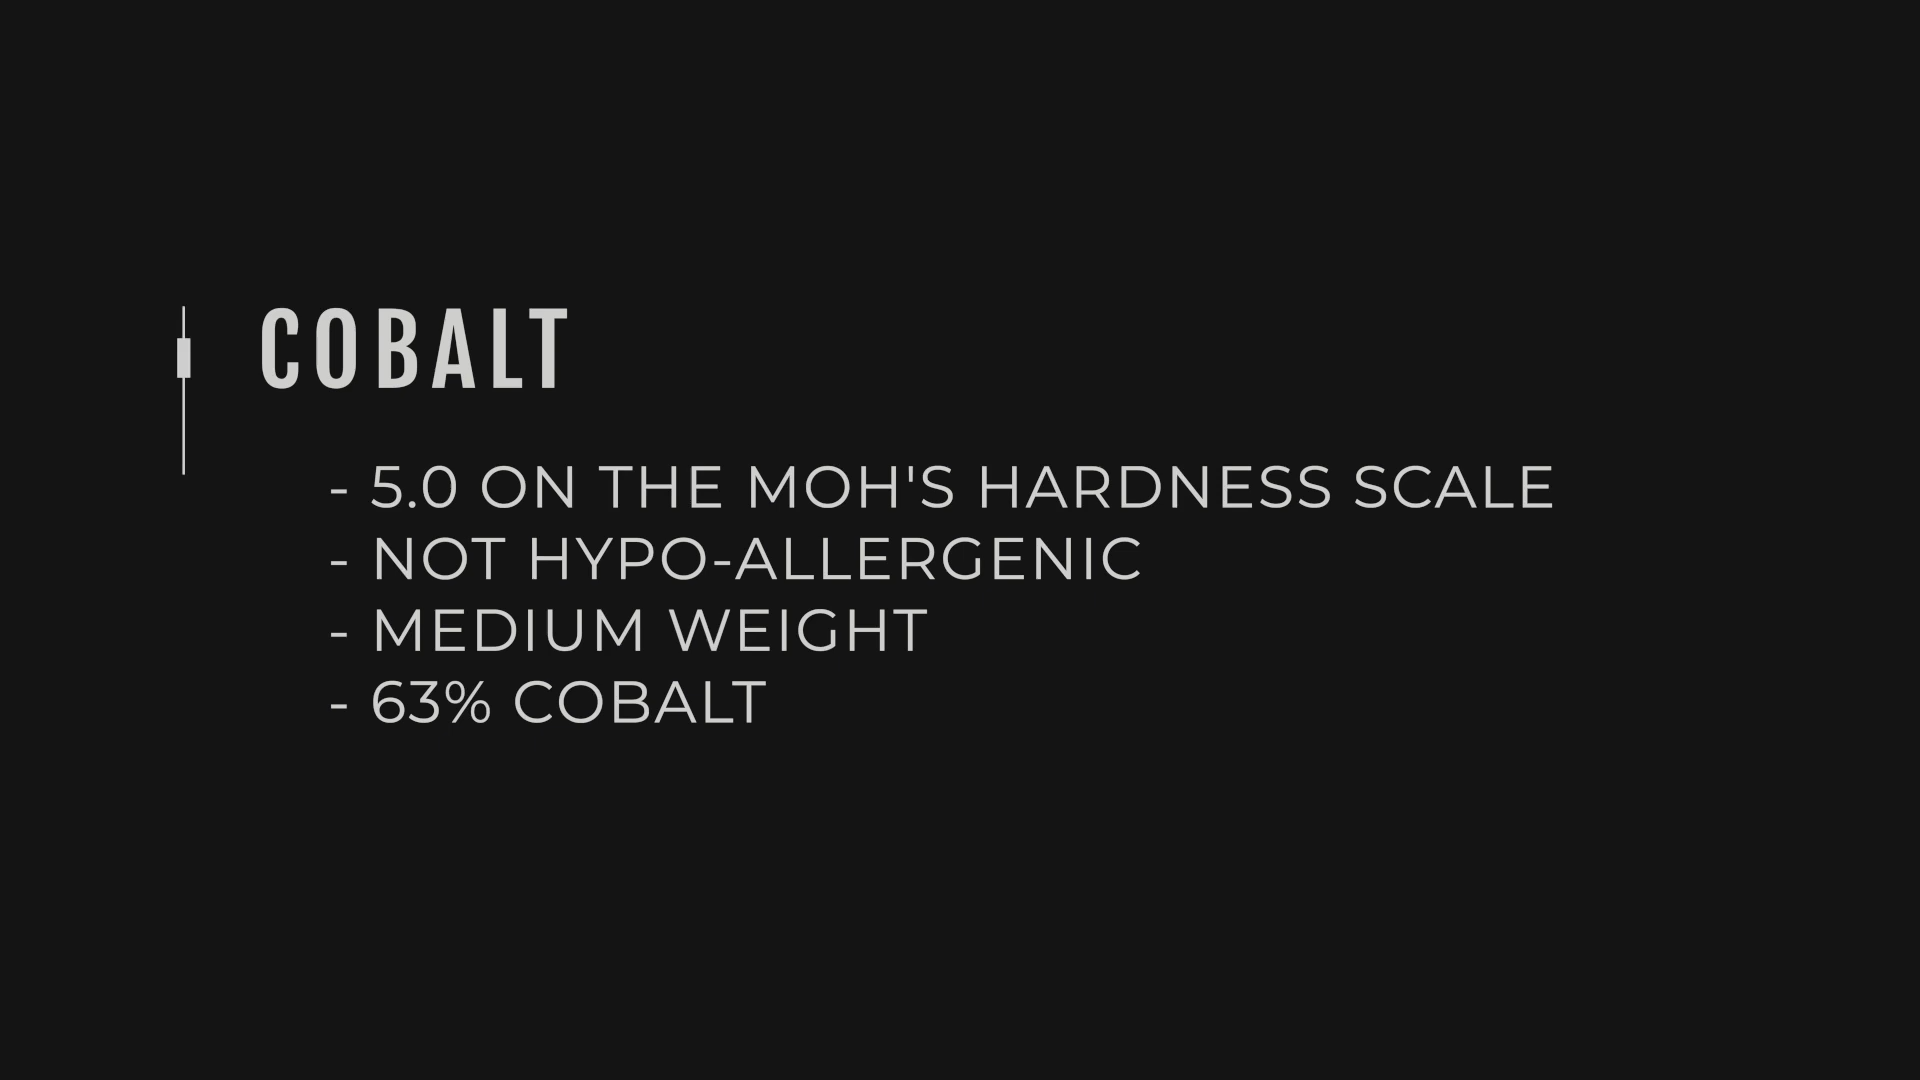 COBALT
- 5.0 ON THE MOH'S HARDNESS SCALE
- NOT HYPO-ALLERGENIC
- MEDIUM WEIGHT
- 63% COBALT